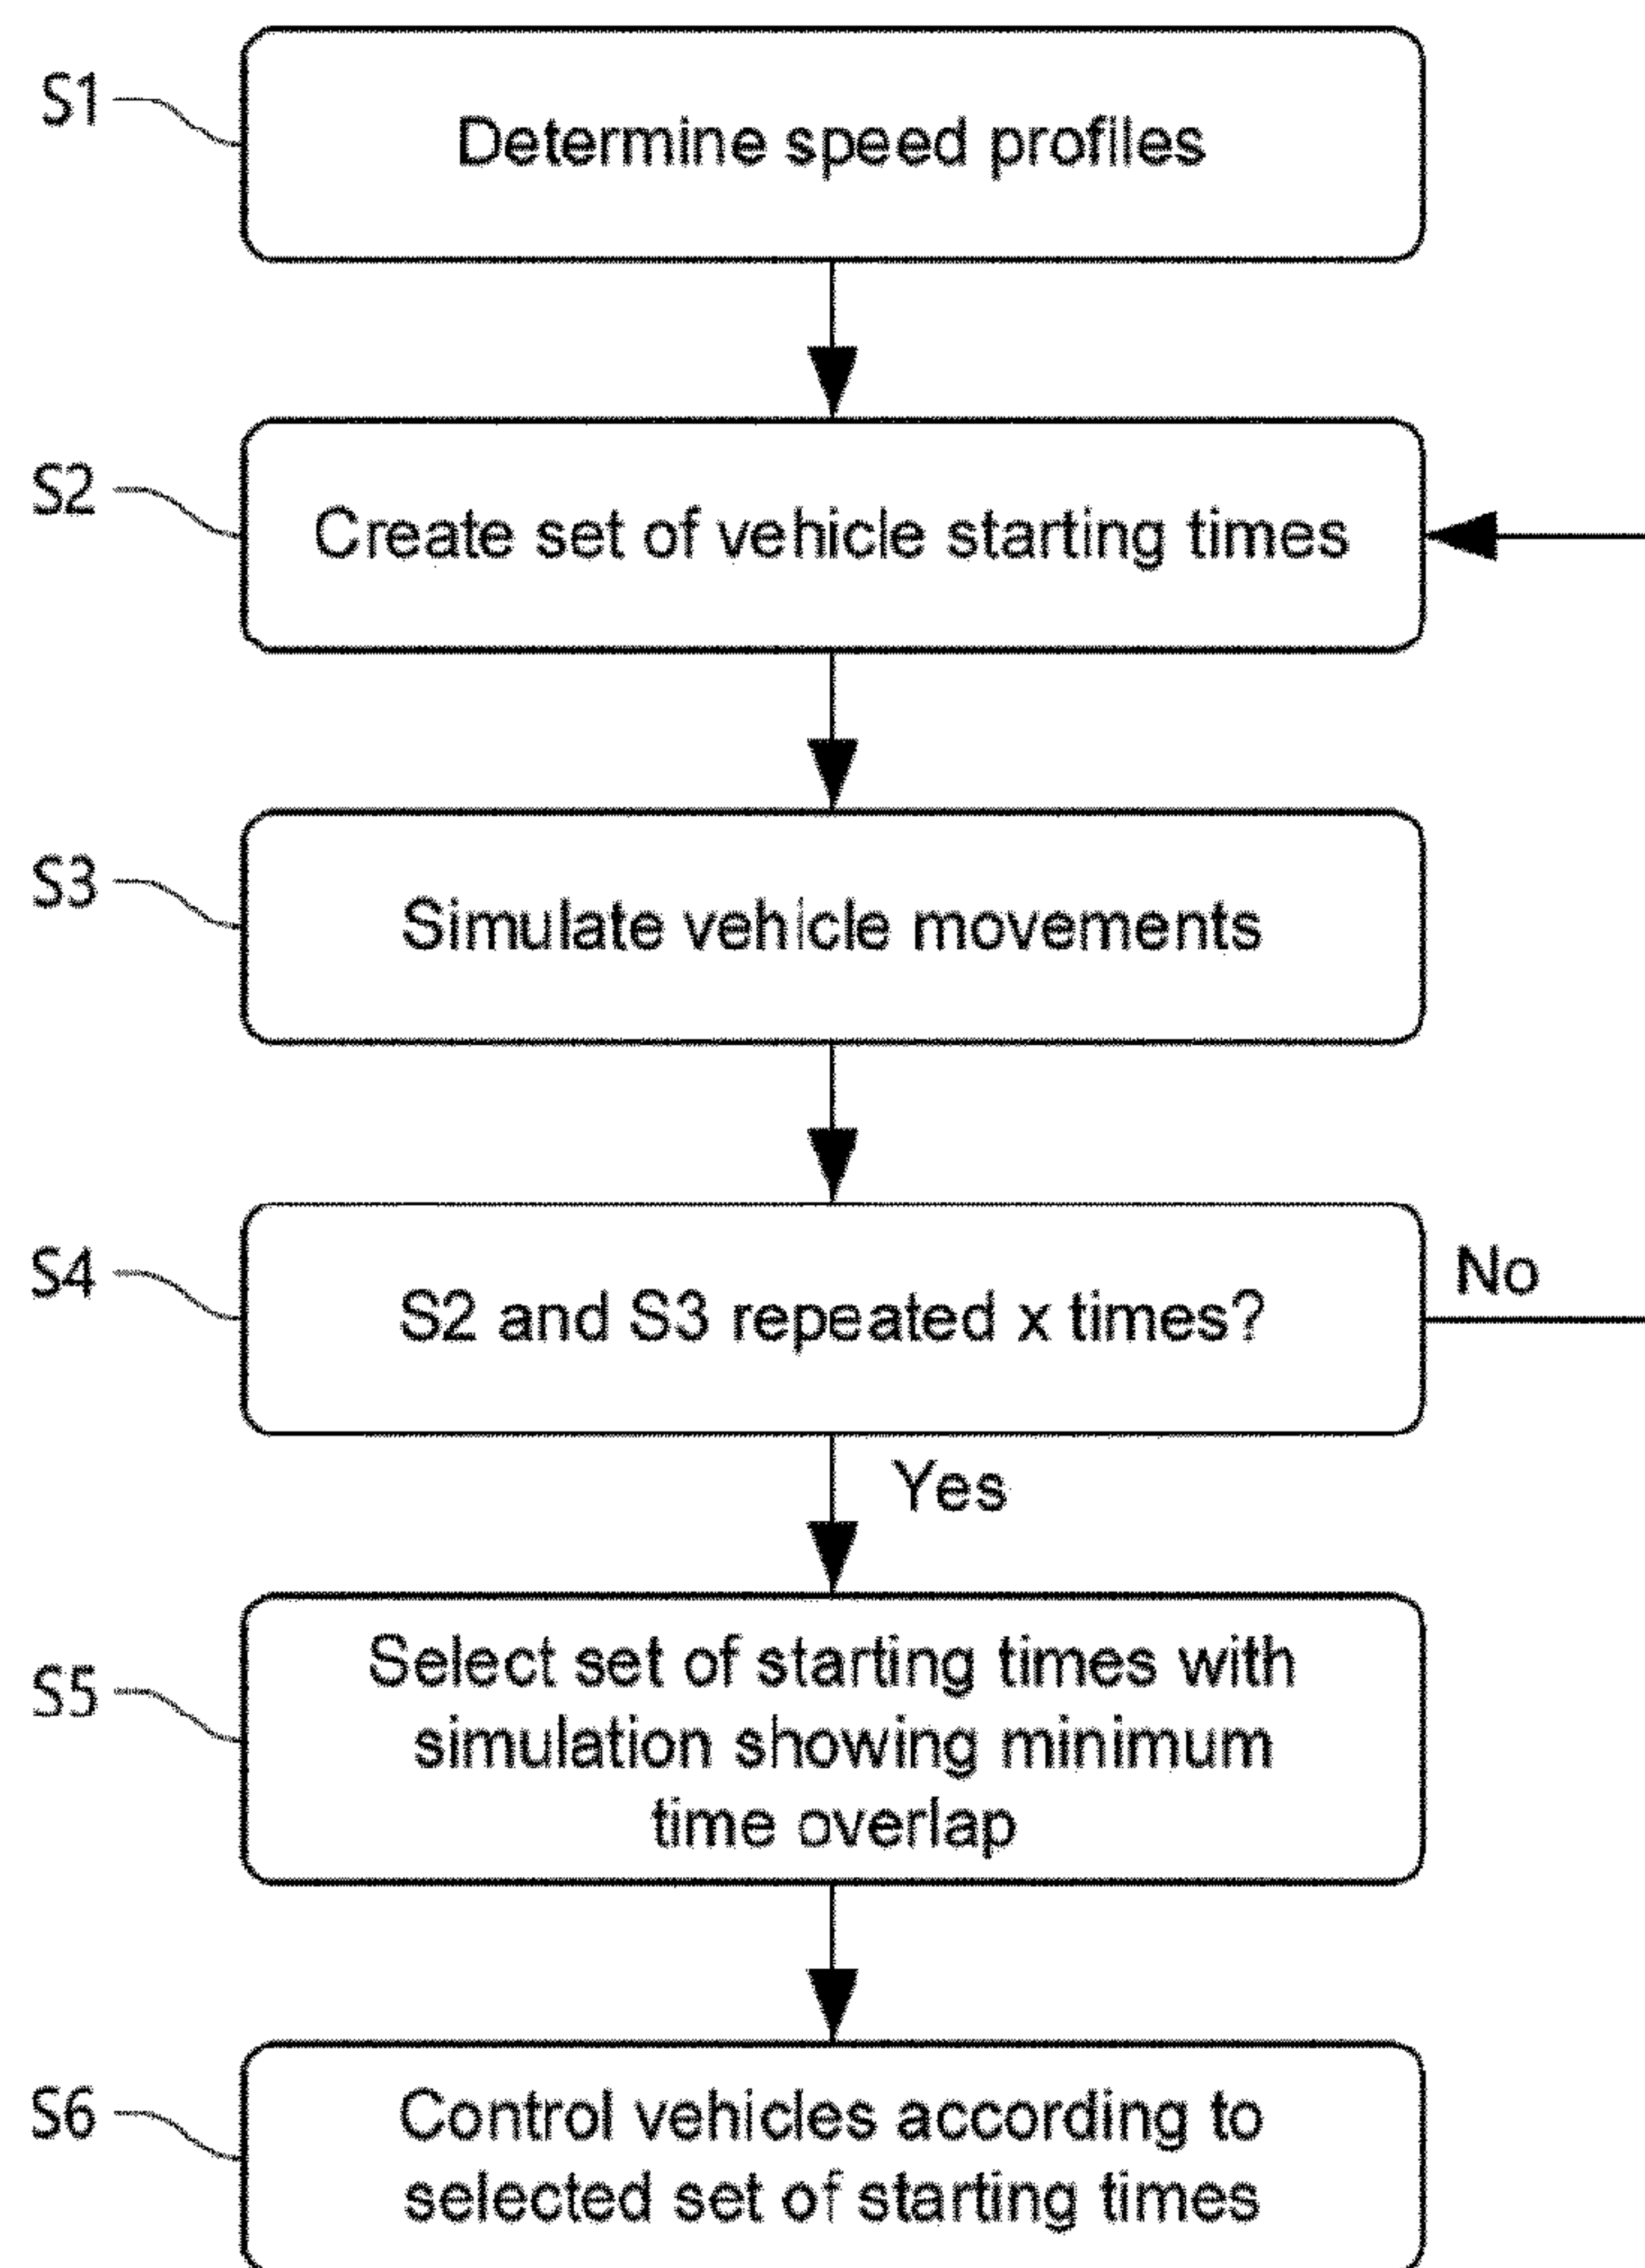 S1
Determine speed profiles
S2
Create set of vehicle starting times
S3
Simulate vehicle movements
S4
S2 and S3 repeated x times?
No
Yes
S5
Select set of starting times with
simulation showing minimum
time overlap
S6
Control vehicles according to
selected set of starting times